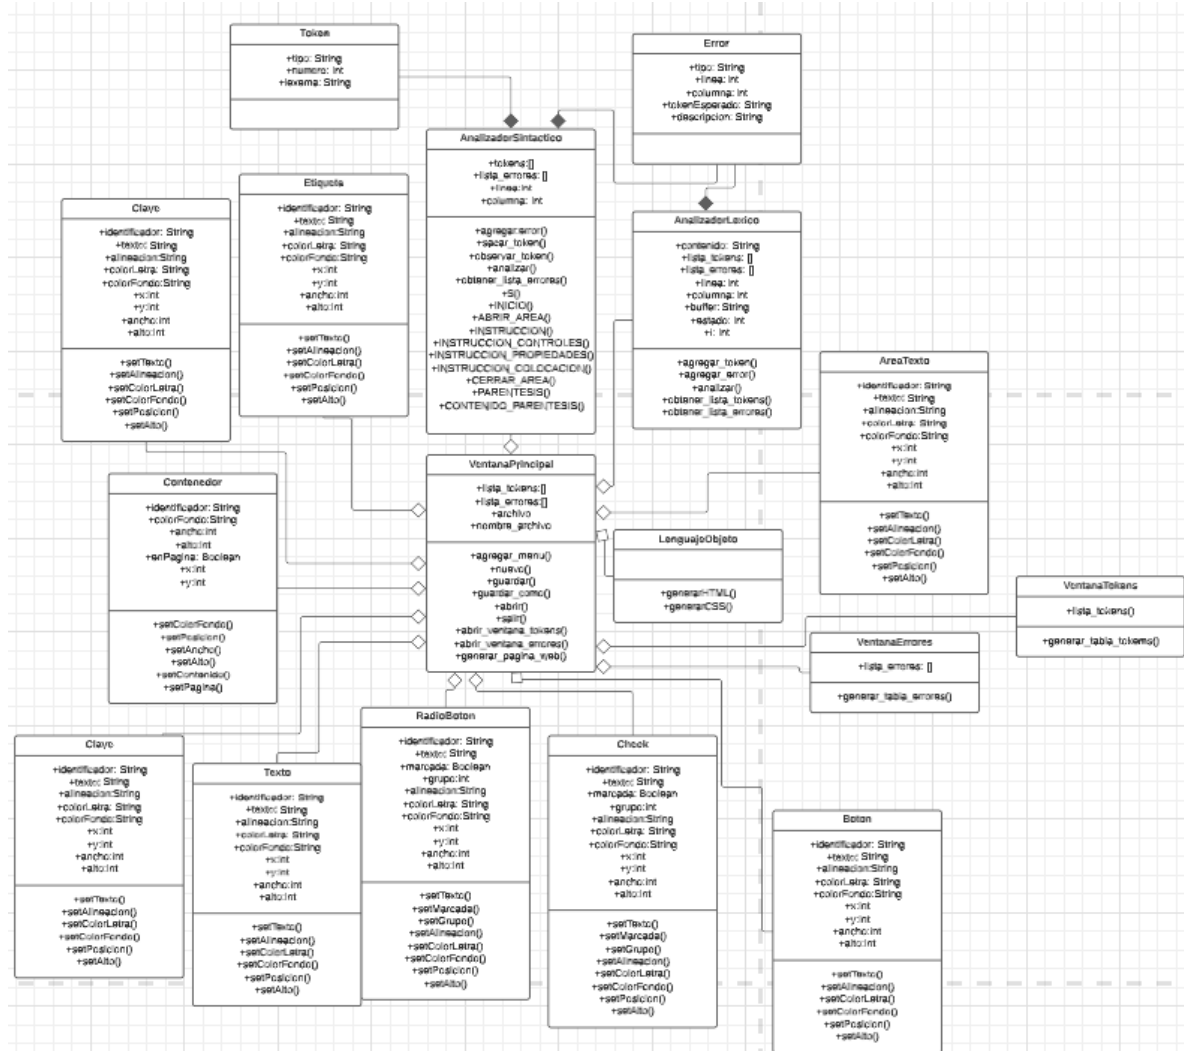 Token
+tipo: String
+numero: int
+lexema: String
Error
+tipo: String
+linea: int
+columna: int
+tokenEsperado: String
+descripcion: String
AnalizadorSintactico
+tokens:[]
+lista_errores: []
+linea:int
+columna: int
+agregar.error()
+sacar_token()
+observar_token()
+analizar()
+obtener_lista_errores()
+S()
+INICIO()
+ABRIR_AREA()
+INSTRUCCION()
+INSTRUCCION_CONTROLES()
+INSTRUCCION_PROPIEDADES()
+INSTRUCCION_COLOCACION()
+CERRAR_AREA()
+PARENTESIS()
+CONTENIDO_PARENTESIS()
Etiqueta
+identificador: String
+texto: String
+alineacion:String
+colorLetra: String
+colorFondo:String
+x:int
+y:int
+ancho:int
+alto:int
+setTexto()
+setAlineacion()
+setColorLetra()
+setColorFondo()
+setPosicion()
+setAlto()
Clave
+identificador: String
+texto: String
+alineacion:String
+colorLetra: String
+colorFondo:String
+x:int
+y:int
+ancho:int
+alto:int
+setTexto()
+setAlineacion()
+setColorLetra()
+setColorFondo()
+setPosicion()
+setAlto()
AnalizadorLexico
+contenido: String
+lista_tokens: []
+lista_errores: []
+linea: int
+columna: int
+buffer: String
+estado: int
+i: int
+agregar_token()
+agregar_error()
+analizar()
+obtener_lista_tokens()
+obtener_lista_errores()
AreaTexto
+identificador: String
+texto: String
+alineacion:String
+colorLetra: String
+colorFondo:String
+x:int
+y:int
+ancho:int
+alto:int
+setTexto()
+setAlineacion()
+setColorLetra()
+setColorFondo()
+setPosicion()
+setAlto()
VentanaPrincipal
+lista_tokens:[]
+lista_errores:[]
+archivo
+nombre_archivo
+agregar_menu()
+nuevo()
+guardar()
+guardar_como()
+abrir()
+salir()
+abrir_ventana_tokens()
+abrir_ventana_errores()
+generar_pagina_web()
Contenedor
+identificador: String
+colorFondo:String
+ancho:int
+alto:int
+enPagina: Boolean
+x:int
+y:int
+setColorFondo()
+setPosicion()
+setAncho()
+setAlto()
+setContenido()
+setPagina()
LenguajeObjeto
+generarHTML()
+generarCSS()
VentanaTokens
+lista_tokens()
+generar_tabla_tokems()
VentanaErrores
+lista_errores: []
+generar_tabla_errores()
Clave
+identificador: String
+texto: String
+alineacion:String
+colorLetra: String
+colorFondo:String
+x:int
+y:int
+ancho:int
+alto:int
+setTexto()
+setAlineacion()
+setColorLetra()
+setColorFondo()
+setPosicion()
+setAlto()
Texto
+identificador: String
+texto: String
+alineacion:String
+colorLetra: String
+colorFondo:String
+x:int
+y:int
+ancho:int
+alto:int
+setTexto()
+setAlineacion()
+setColorLetra()
+setColorFondo()
+setPosicion()
+setAlto()
RadioBoton
+identificador: String
+texto: String
+marcada: Boolean
+grupo:int
+alineacion:String
+colorLetra: String
+colorFondo:String
+x:int
+y:int
+ancho:int
+alto:int
+setTexto()
+setMarcada()
+setGrupo()
+setAlineacion()
+setColorLetra()
+setColorFondo()
+setPosicion()
+setAlto()
Check
+identificador: String
+texto: String
+marcada: Boolean
+grupo:int
+alineacion:String
+colorLetra: String
+colorFondo:String
+x:int
+y:int
+ancho:int
+alto:int
+setTexto()
+setMarcada()
+setGrupo()
+setAlineacion()
+setColorLetra()
+setColorFondo()
+setPosicion()
+setAlto()
Boton
+identificador: String
+texto: String
+alineacion:String
+colorLetra: String
+colorFondo:String
+x:int
+y:int
+ancho:int
+alto:int
+setTexto()
+setAlineacion()
+setColorLetra()
+setColorFondo()
+setPosicion()
+setAlto()